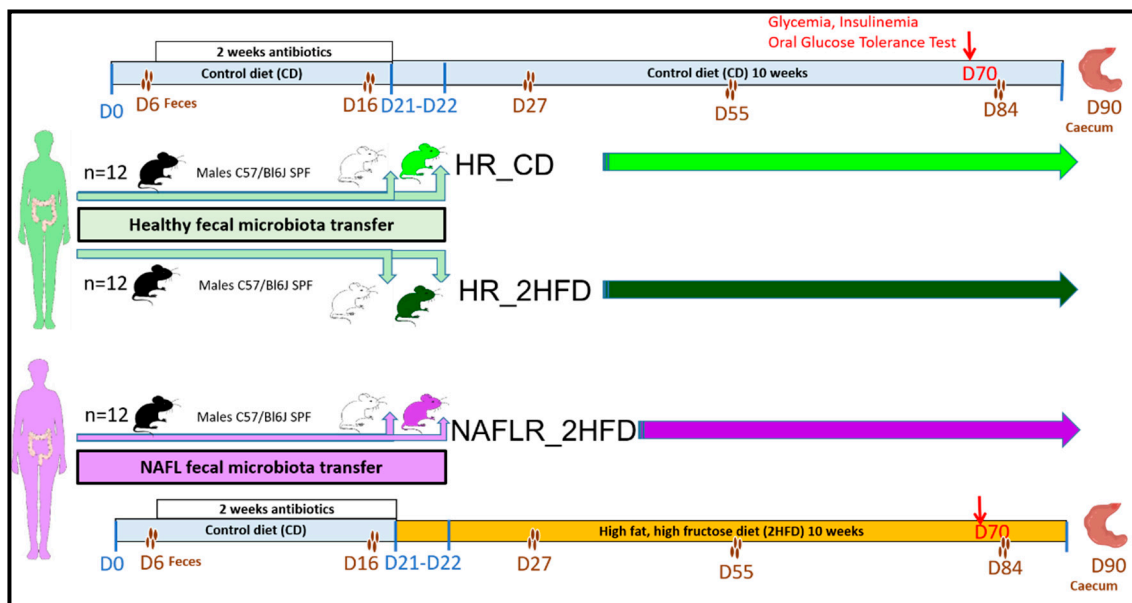 Glycemia, Insulinemia
Oral Glucose Tolerance Test
2 weeks antibiotics
Control diet (CD)
Control diet (CD) 10 weeks
D70
D0
D6 Feces
D16
D21-D22
D27
D55
D84
D90
Caecum
n=12
Males C57/Bl6J SPF
HR_CD
Healthy fecal microbiota transfer
n=12
Males C57/Bl6J SPF
HR_2HFD
n=12
Males C57/Bl6J SPF
NAFLR_2HFD
NAFL fecal microbiota transfer
2 weeks antibiotics
Control diet (CD)
High fat, high fructose diet (2HFD) 10 weeks
D70
D0
D6 Feces
D16
D21-D22
D27
D55
D84
D90
Caecum